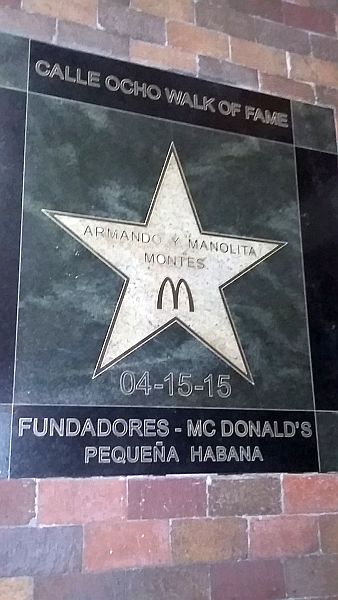 CALLE OCHO WALK OF FAME
ARMANDO Y MANOLITA
MONTES
04-15-15
FUNDADORES - MC DONALD'S
PEQUEÑA HABANA